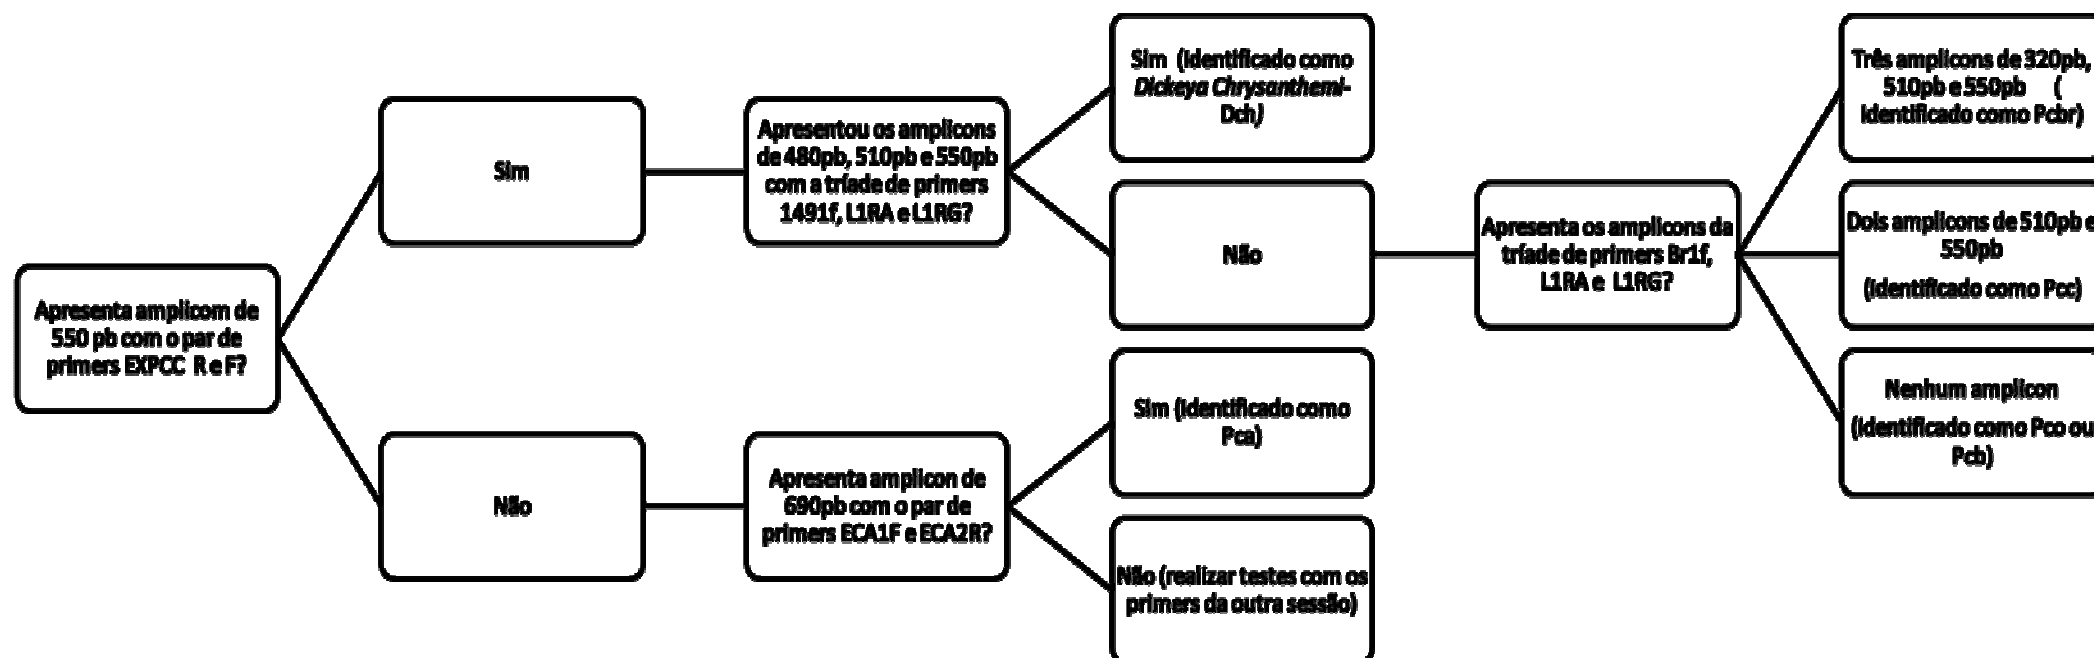 Apresenta amplicom de
550 pb com o par de
primers EXPCC R e F?
Sim
Não
Apresentou os amplicons
de 480pb, 510pb e 550pb
com a tríade de primers
1491f, L1RA e L1RG?
Apresenta amplicon de
690pb com o par de
primers ECA1F e ECA2R?
Sim (Identificado como
Dickeya Chrysanthemi-
Dch)
Não
Sim (Identificado como
Pca)
Não (realizar testes com os
primers da outra sessão)
Apresenta os amplicons da
tríade de primers Br1f,
L1RA e L1RG?
Três amplicons de 320pb,
510pb e 550pb (
Identificado como Pcbr)
Dois amplicons de 510pb e
550pb
(Identificado como Pcc)
Nenhum amplicon
(Identificado como Pco ou
Pcb)